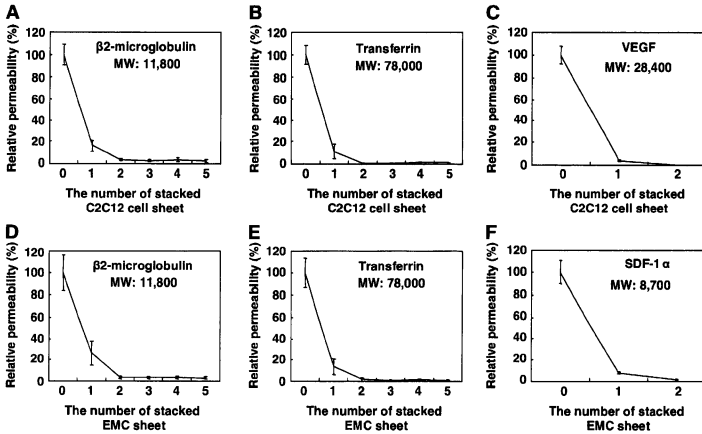 A
Relative permeability (%)
120
100
80
60
40
20
0
β2-microglobulin
MW: 11,800
0 1 2 3 4 5
The number of stacked
C2C12 cell sheet
B
Relative permeability (%)
120
100
80
60
40
20
0
Transferrin
MW: 78,000
0 1 2 3 4 5
The number of stacked
C2C12 cell sheet
C
Relative permeability (%)
120
100
80
60
40
20
0
VEGF
MW: 28,400
0 1 2
The number of stacked
C2C12 cell sheet
D
Relative permeability (%)
120
100
80
60
40
20
0
β2-microglobulin
MW: 11,800
0 1 2 3 4 5
The number of stacked
EMC sheet
E
Relative permeability (%)
120
100
80
60
40
20
0
Transferrin
MW: 78,000
0 1 2 3 4 5
The number of stacked
EMC sheet
F
Relative permeability (%)
120
100
80
60
40
20
0
SDF-1 α
MW: 8,700
0 1 2
The number of stacked
EMC sheet